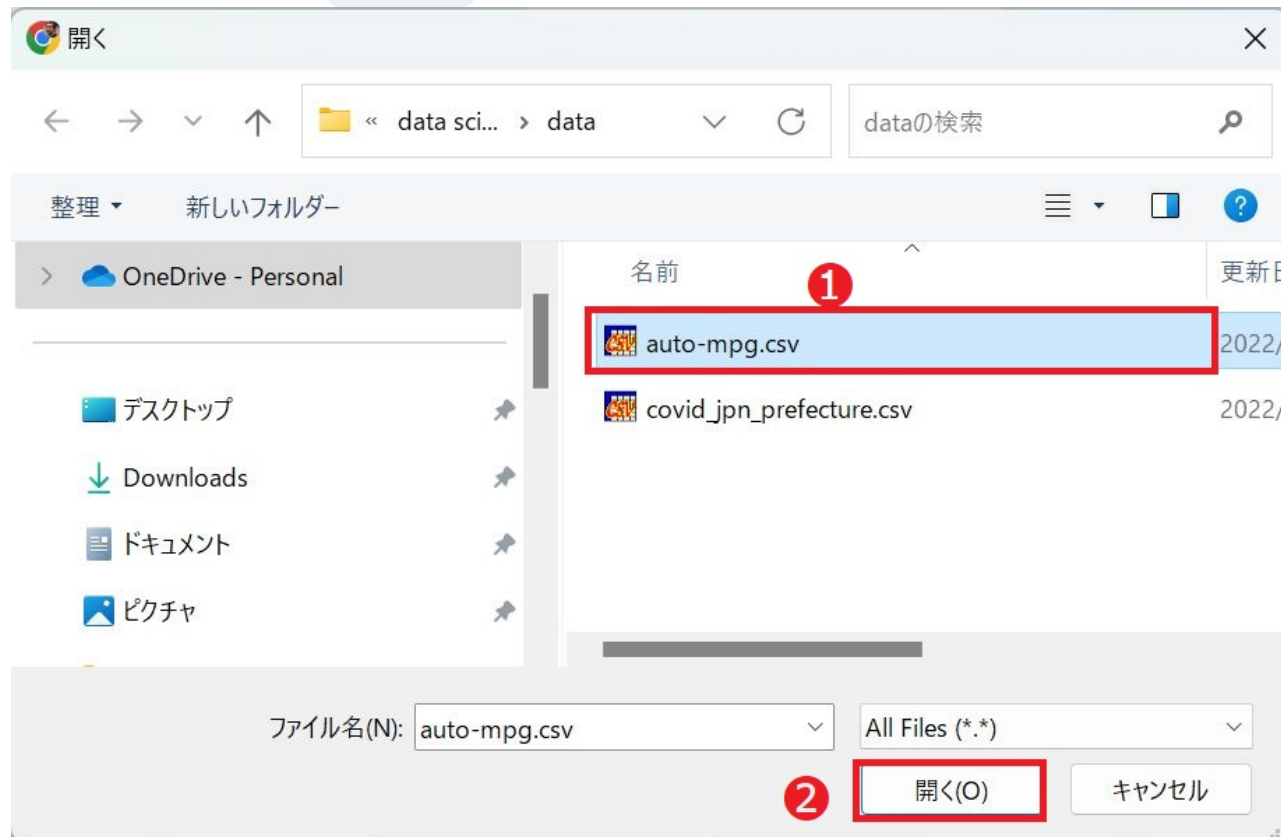 開く
« data sci... › data
dataの検索
整理
新しいフォルダー
?
OneDrive - Personal
デスクトップ
Downloads
ドキュメント
ピクチャ
名前
更新日
1
auto-mpg.csv
2022/
covid_jpn_prefecture.csv
2022/
ファイル名(N): auto-mpg.csv
All Files (*.*)
2
開く(O)
キャンセル